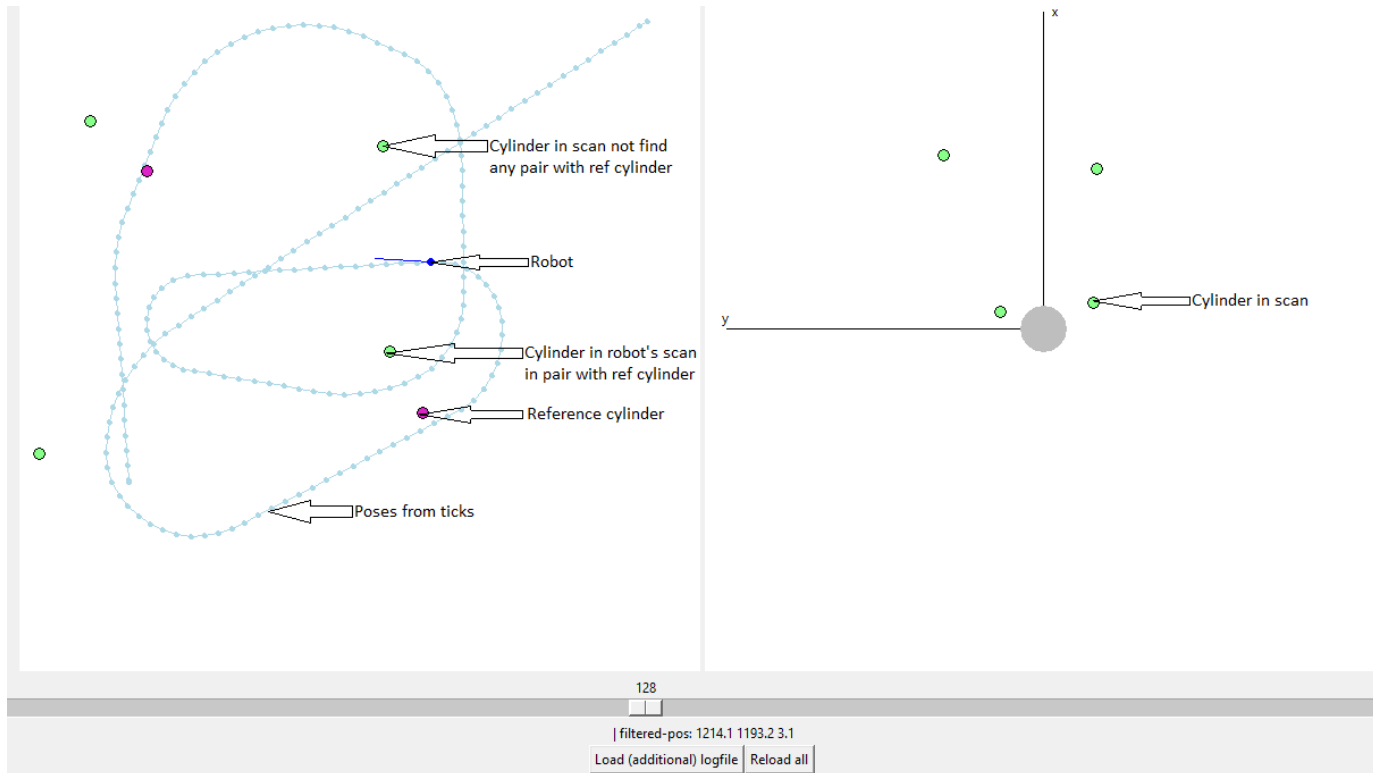 x
Cylinder in scan not find
any pair with ref cylinder
Robot
Cylinder in scan
y
Cylinder in robot's scan
in pair with ref cylinder
Reference cylinder
Poses from ticks
128
| filtered-pos: 1214.1 1193.2 3.1
Load (additional) logfile
Reload all